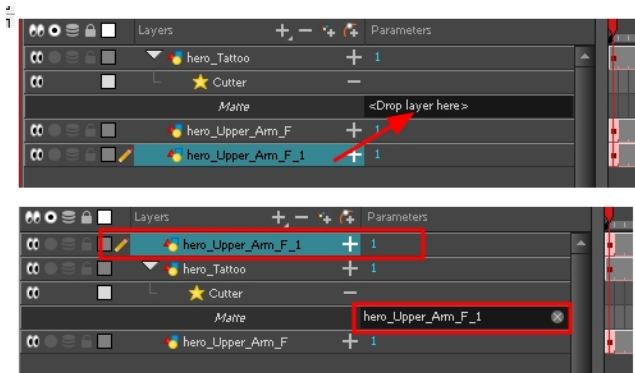 Layers Parameters
hero_Tattoo 1
Cutter
Matte <Drop layer here>
hero_Upper_Arm_F 1
hero_Upper_Arm_F_1 1
Layers Parameters
hero_Upper_Arm_F_1 1
hero_Tattoo 1
Cutter
Matte hero_Upper_Arm_F_1
hero_Upper_Arm_F 1